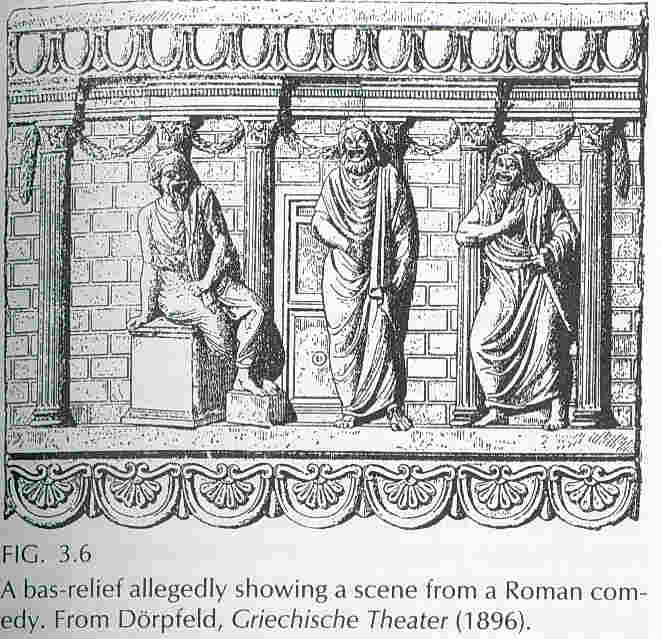 FIG. 3.6
A bas-relief allegedly showing a scene from a Roman com-
edy. From Dörpfeld, Griechische Theater (1896).